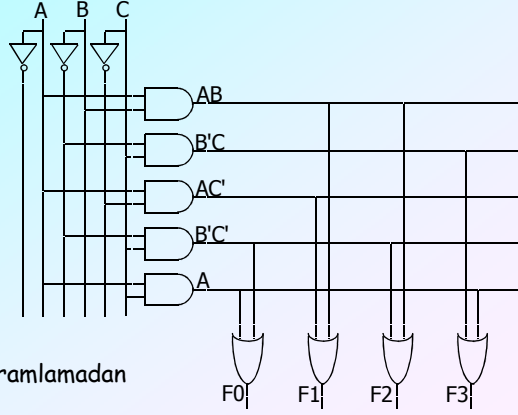 A B C
AB
B'C
AC'
B'C'
A
ramlamadan
F0 F1 F2 F3